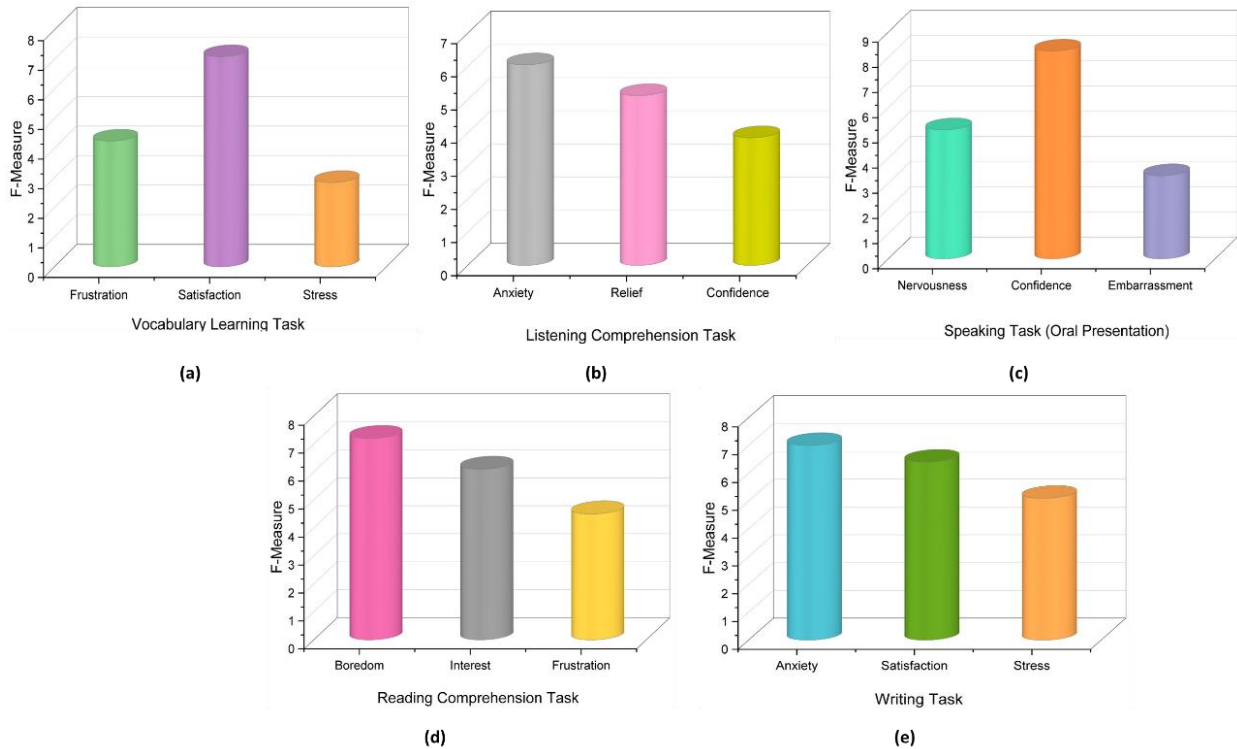 8
7
6
5
4
3
2
1
0
F-Measure
Frustration Satisfaction Stress
Vocabulary Learning Task
(a)
7
6
5
4
3
2
1
0
F-Measure
Anxiety Relief Confidence
Listening Comprehension Task
(b)
9
8
7
6
5
4
3
2
1
0
F-Measure
Nervousness Confidence Embarrassment
Speaking Task (Oral Presentation)
(c)
8
7
6
5
4
3
2
1
0
F-Measure
Boredom Interest Frustration
Reading Comprehension Task
(d)
8
7
6
5
4
3
2
1
0
F-Measure
Anxiety Satisfaction Stress
Writing Task
(e)